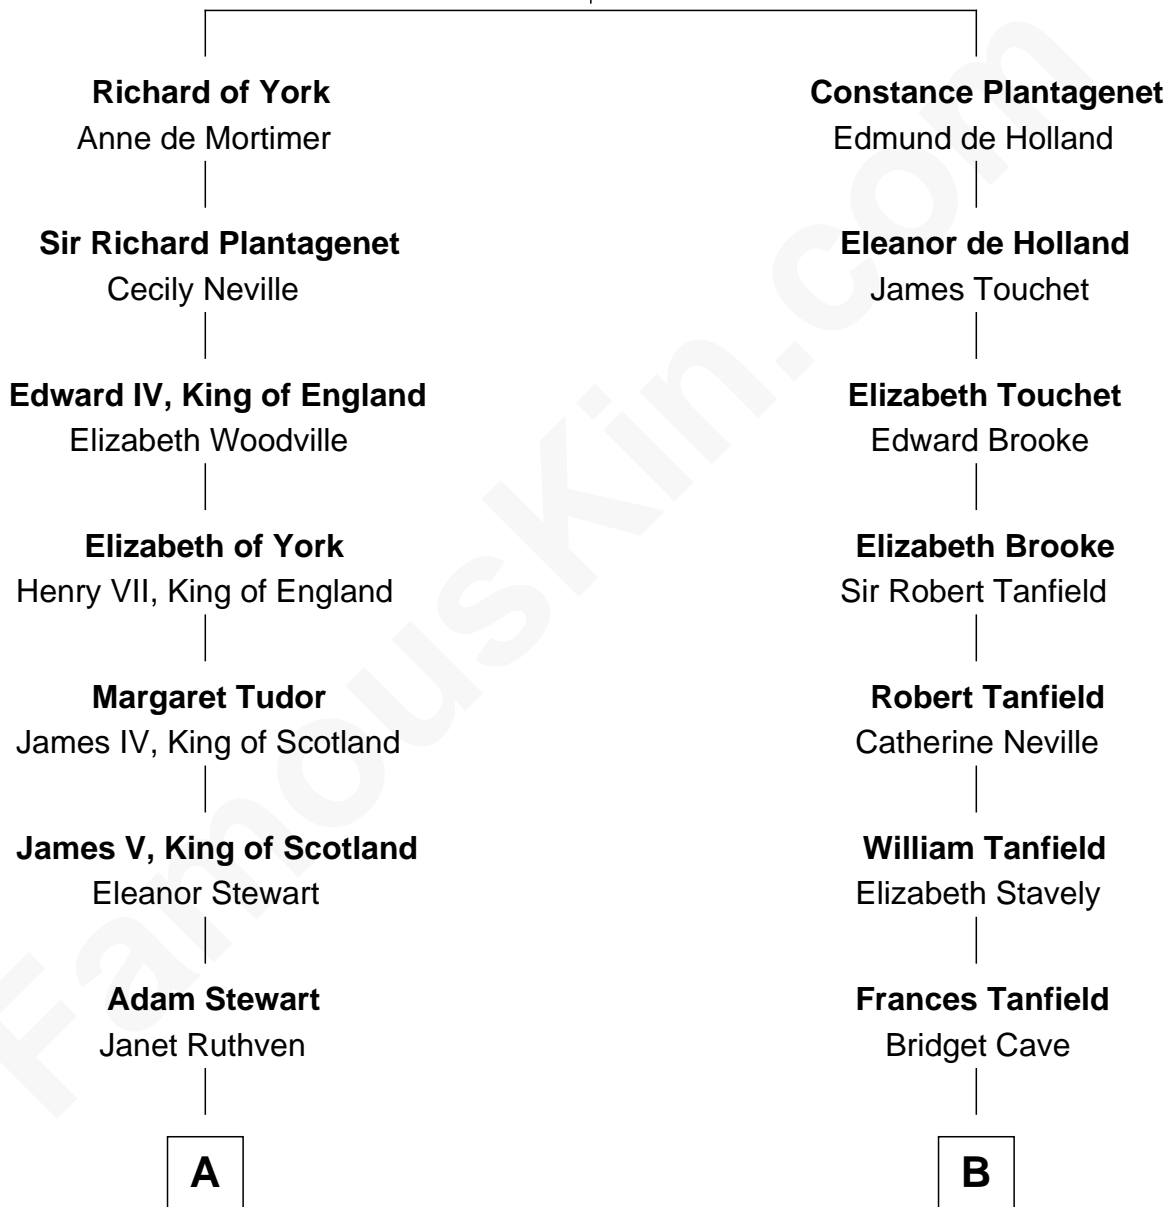 Richard of York
Anne de Mortimer
Sir Richard Plantagenet
Cecily Neville
Edward IV, King of England
Elizabeth Woodville
Elizabeth of York
Henry VII, King of England
Margaret Tudor
James IV, King of Scotland
James V, King of Scotland
Eleanor Stewart
Adam Stewart
Janet Ruthven
A
Constance Plantagenet
Edmund de Holland
Eleanor de Holland
James Touchet
Elizabeth Touchet
Edward Brooke
Elizabeth Brooke
Sir Robert Tanfield
Robert Tanfield
Catherine Neville
William Tanfield
Elizabeth Stavely
Frances Tanfield
Bridget Cave
B
FamousKin.com